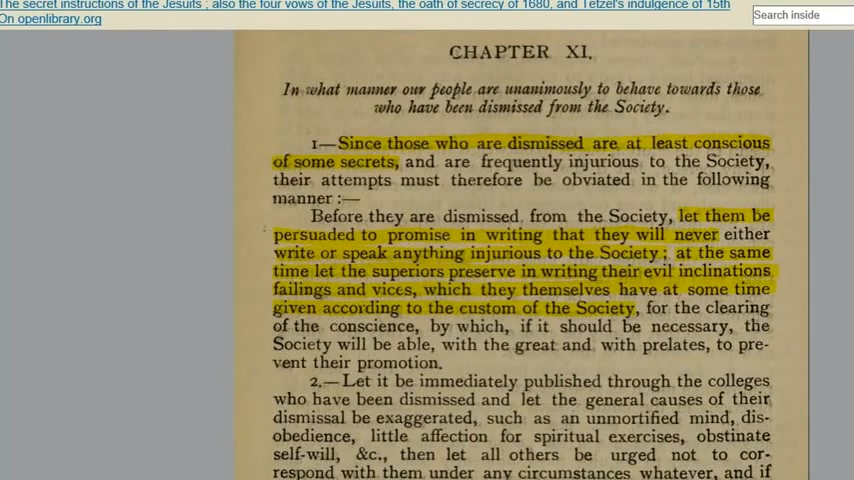 The secret instructions of the Jesuits ; also the four vows of the Jesuits, the oath of secrecy of 1680, and Tetzel's indulgence of 15th
On openlibrary.org
Search inside
CHAPTER XI.
In what manner our people are unanimously to behave towards those
who have been dismissed from the Society.
1—Since those who are dismissed are at least conscious
of some secrets, and are frequently injurious to the Society,
their attempts must therefore be obviated in the following
manner :—
Before they are dismissed from the Society, let them be
persuaded to promise in writing that they will never either
write or speak anything injurious to the Society ; at the same
time let the superiors preserve in writing their evil inclinations
failings and vices, which they themselves have at some time
given according to the custom of the Society, for the clearing
of the conscience, by which, if it should be necessary, the
Society will be able, with the great and with prelates, to pre-
vent their promotion.
2.—Let it be immediately published through the colleges
who have been dismissed and let the general causes of their
dismissal be exaggerated, such as an unmortified mind, dis-
obedience, little affection for spiritual exercises, obstinate
self-will, &c., then let all others be urged not to cor-
respond with them under any circumstances whatever, and if